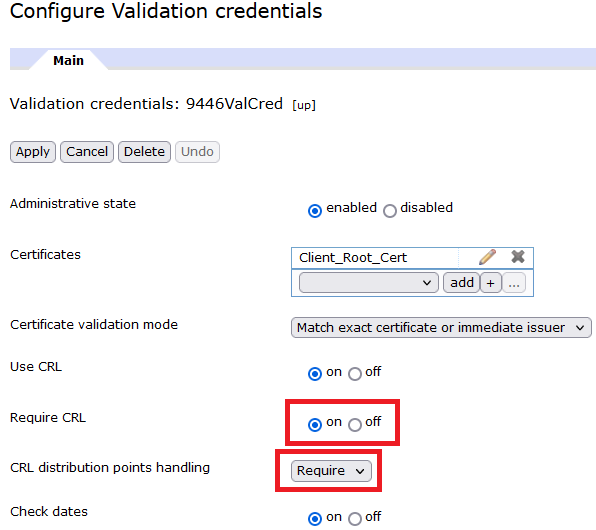 Configure Validation credentials
Main
Validation credentials: 9446ValCred [up]
Apply Cancel Delete Undo
Administrative state enabled disabled
Certificates Client_Root_Cert
add + ...
Certificate validation mode Match exact certificate or immediate issuer
Use CRL on off
Require CRL on off
CRL distribution points handling Require
Check dates on off